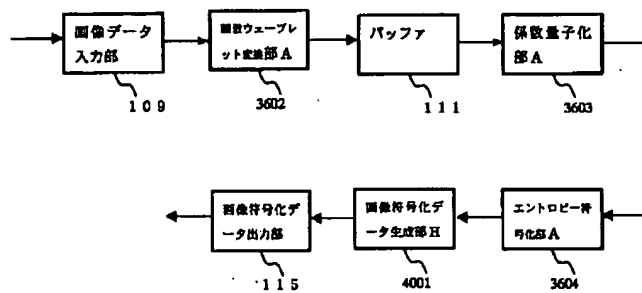 画像データ
入力部
離散ウェーブレ
ット変換部A
バッファ
係数量子化
部A
109
3602
111
3603
画像符号化デ
ータ出力部
画像符号化デ
ータ生成部H
エントロピー符
号化部A
115
4001
3604